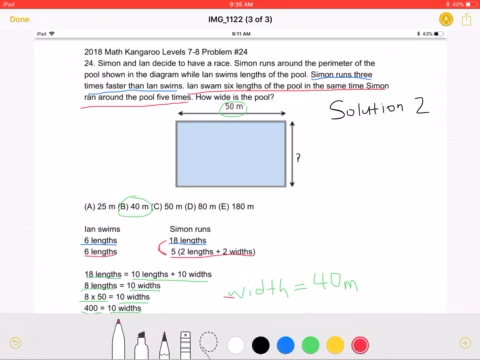 iPad
9:35 AM
60%
Done
IMG_1122 (3 of 3)
iPad
9:11 AM
43%
2018 Math Kangaroo Levels 7-8 Problem #24
24. Simon and Ian decide to have a race. Simon runs around the perimeter of the
pool shown in the diagram while Ian swims lengths of the pool. Simon runs three
times faster than Ian swims. Ian swam six lengths of the pool in the same time Simon
ran around the pool five times. How wide is the pool?
Solution 2
50 m
?
(A) 25 m (B) 40 m (C) 50 m (D) 80 m (E) 180 m
Ian swims Simon runs
6 lengths 18 lengths
6 lengths 5 (2 lengths + 2 widths)
18 lengths = 10 lengths + 10 widths
8 lengths = 10 widths
8 x 50 = 10 widths
400 = 10 widths
width = 40m